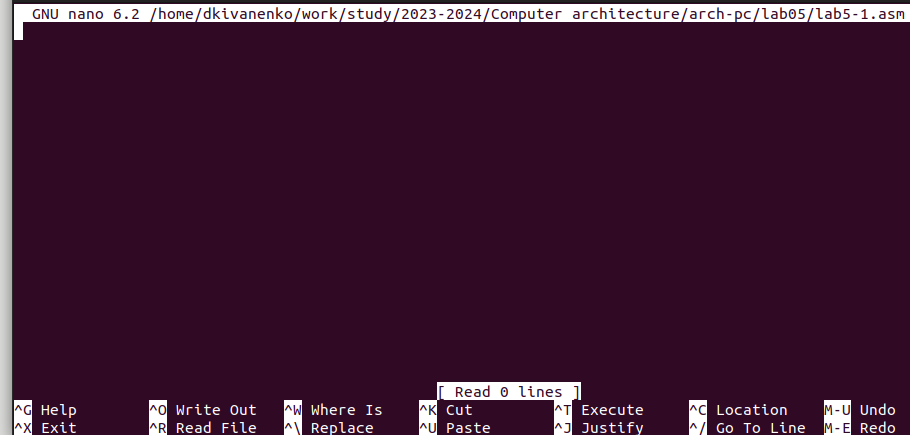 GNU nano 6.2 /home/dkivanenko/work/study/2023-2024/Computer architecture/arch-pc/lab05/lab5-1.asm
[ Read 0 lines ]
^G Help ^O Write Out ^W Where Is ^K Cut ^T Execute ^C Location M-U Undo
^X Exit ^R Read File ^\ Replace ^U Paste ^J Justify ^/ Go To Line M-E Redo